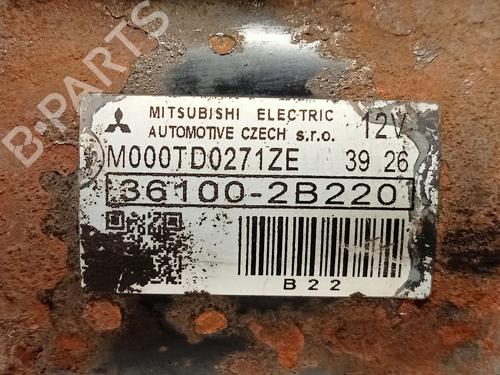 B-PARTS
MITSUBISHI ELECTRIC
AUTOMOTIVE CZECH s.r.o. 12V
M000TD0271ZE 39 26
36100-2B220
B22